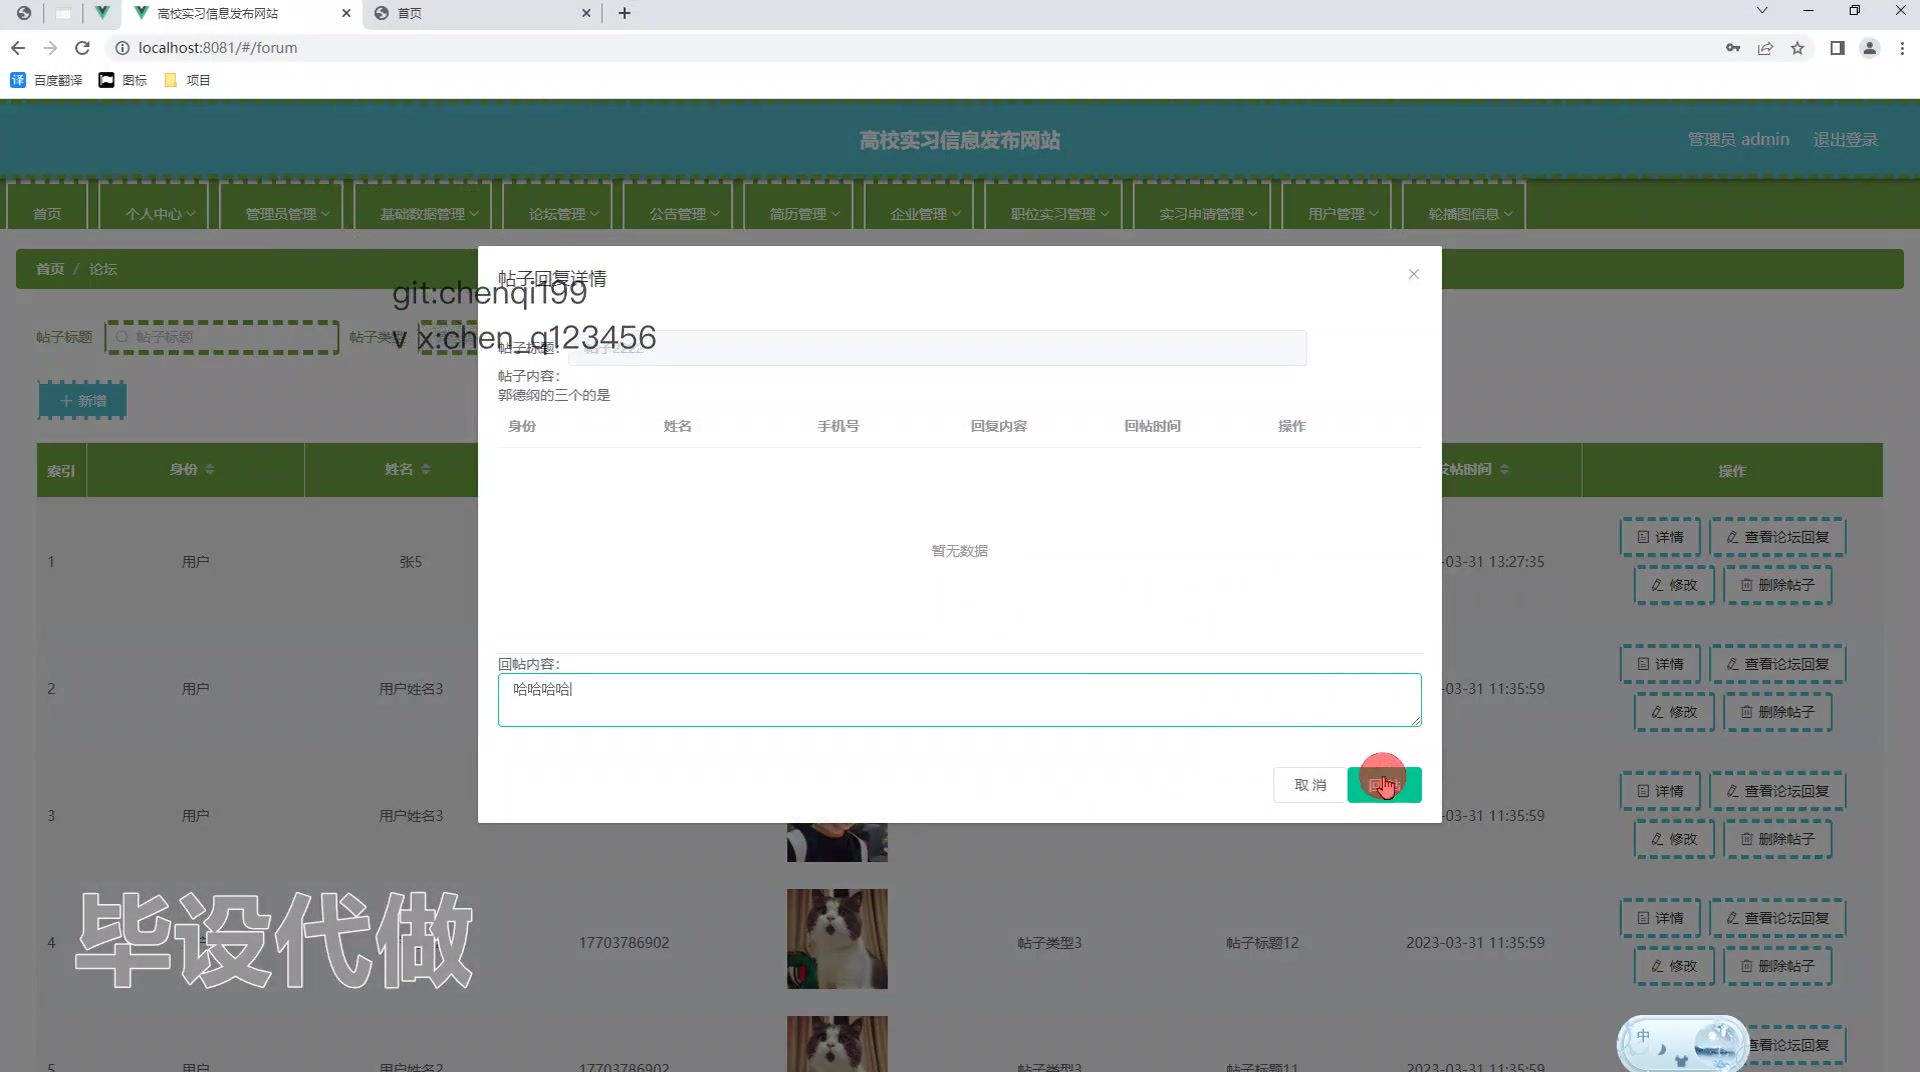 高校实习信息发布网站
首页
localhost:8081/#/forum
百度翻译 图标 项目
高校实习信息发布网站
管理员 admin 退出登录
首页 个人中心 管理员管理 基础数据管理 论坛管理 公告管理 简历管理 企业管理 职位实习管理 实习申请管理 用户管理 轮播图信息
首页 / 论坛
帖子回复详情
git:chenqi199
v x:chen_q123456
帖子标题 帖子标题 帖子类型
帖子标题: 帖子2222
帖子内容:
郭德纲的三个的是
+ 新增
身份 姓名 手机号 回复内容 回帖时间 操作
索引 身份 姓名 发帖时间 操作
暂无数据
1 用户 张5 -03-31 13:27:35 详情 查看论坛回复
修改 删除帖子
回帖内容:
哈哈哈哈
2 用户 用户姓名3 -03-31 11:35:59 详情 查看论坛回复
修改 删除帖子
取消
3 用户 用户姓名3 -03-31 11:35:59 详情 查看论坛回复
修改 删除帖子
毕设代做
4 17703786902 帖子类型3 帖子标题12 2023-03-31 11:35:59 详情 查看论坛回复
修改 删除帖子
中
5 用户 用户姓名2 17703786902 帖子类型3 帖子标题11 2023-03-31 11:35:59 查看论坛回复